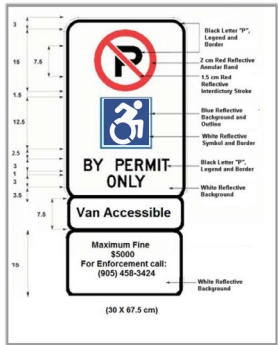 3
Black Letter "P",
Legend and
Border
P
15
7.5
2 cm Red Reflective
Annular Band
1.5 cm Red
Reflective
Interdictory Stroke
1.5
12.5
Blue Reflective
Background and
Outline
White Reflective
Symbol and Border
2.5
3
1
3
3.5
BY PERMIT
ONLY
Black Letter "P",
Legend and Border
White Reflective
Background
7.5
Van Accessible
15
Maximum Fine
$5000
For Enforcement call:
(905) 458-3424
White Reflective
Background
(30 X 67.5 cm)